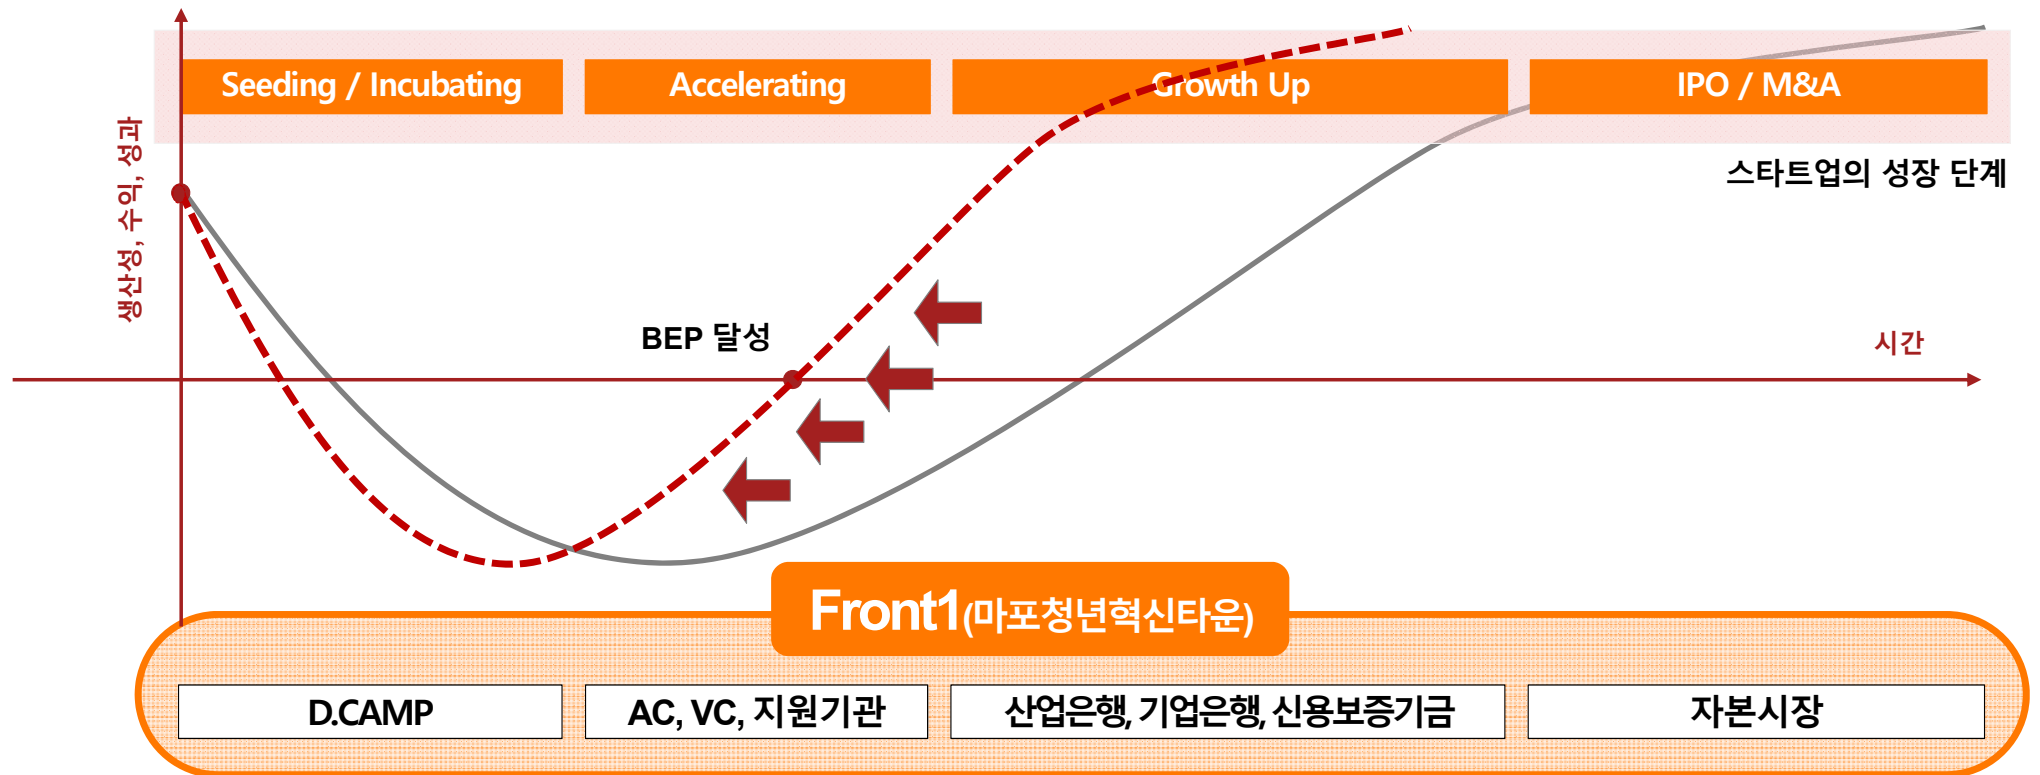 Seeding / Incubating
Accelerating
Growth Up
IPO / M&A
생산성, 수익, 성과
스타트업의 성장 단계
BEP 달성
시간
Front1(마포청년혁신타운)
D.CAMP
AC, VC, 지원기관
산업은행, 기업은행, 신용보증기금
자본시장